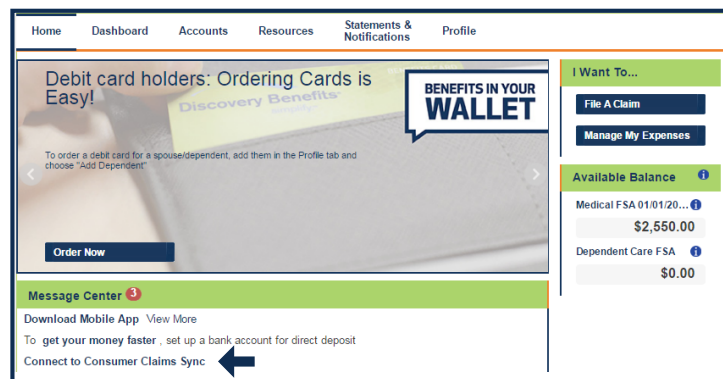 Home
Dashboard
Accounts
Resources
Statements &
Notifications
Profile
Debit card holders: Ordering Cards is
Easy!
Discovery Benefits
BENEFITS IN YOUR
WALLET
To order a debit card for a spouse/dependent, add them in the Profile tab and
choose "Add Dependent"
Order Now
I Want To...
File A Claim
Manage My Expenses
Available Balance
Medical FSA 01/01/20...
$2,550.00
Dependent Care FSA
$0.00
Message Center 3
Download Mobile App View More
To get your money faster , set up a bank account for direct deposit
Connect to Consumer Claims Sync